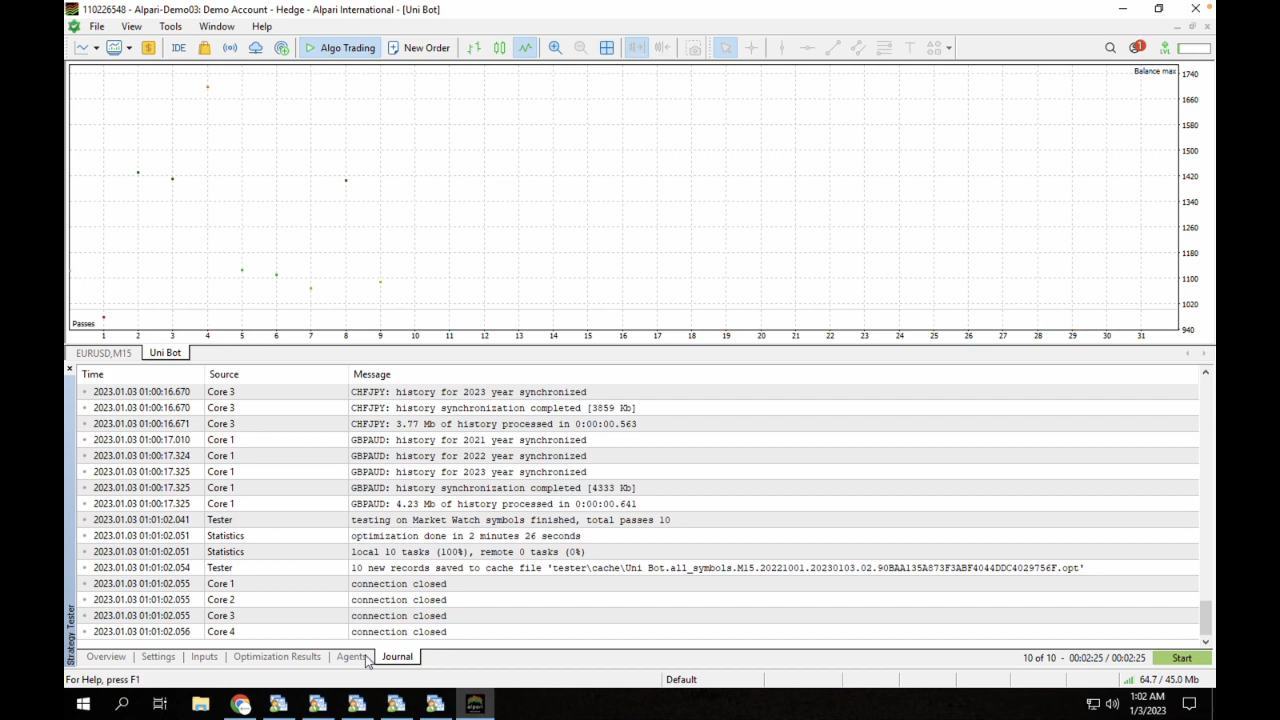 110226548 - Alpari-Demo03: Demo Account - Hedge - Alpari International - [Uni Bot]
File View Tools Window Help
IDE Algo Trading New Order 1 LVL
Balance max
1740
1660
1580
1500
1420
1340
1260
1180
1100
1020
940
Passes
1 2 3 4 5 6 7 8 9 10 11 12 13 14 15 16 17 18 19 20 21 22 23 24 25 26 27 28 29 30 31
EURUSD,M15 Uni Bot
Time Source Message
2023.01.03 01:00:16.670 Core 3 CHFJPY: history for 2023 year synchronized
2023.01.03 01:00:16.670 Core 3 CHFJPY: history synchronization completed [3859 Kb]
2023.01.03 01:00:16.671 Core 3 CHFJPY: 3.77 Mb of history processed in 0:00:00.563
2023.01.03 01:00:17.010 Core 1 GBPAUD: history for 2021 year synchronized
2023.01.03 01:00:17.324 Core 1 GBPAUD: history for 2022 year synchronized
2023.01.03 01:00:17.325 Core 1 GBPAUD: history for 2023 year synchronized
2023.01.03 01:00:17.325 Core 1 GBPAUD: history synchronization completed [4333 Kb]
2023.01.03 01:00:17.325 Core 1 GBPAUD: 4.23 Mb of history processed in 0:00:00.641
2023.01.03 01:01:02.041 Tester testing on Market Watch symbols finished, total passes 10
2023.01.03 01:01:02.051 Statistics optimization done in 2 minutes 26 seconds
2023.01.03 01:01:02.051 Statistics local 10 tasks (100%), remote 0 tasks (0%)
2023.01.03 01:01:02.054 Tester 10 new records saved to cache file 'tester\cache\Uni Bot.all_symbols.M15.20221001.20230103.02.90BAA135A873F3ABF4044DDC4029756F.opt'
2023.01.03 01:01:02.055 Core 1 connection closed
2023.01.03 01:01:02.055 Core 2 connection closed
2023.01.03 01:01:02.055 Core 3 connection closed
2023.01.03 01:01:02.056 Core 4 connection closed
Strategy Tester
Overview Settings Inputs Optimization Results Agents Journal 10 of 10 - 00:02:25 / 00:02:25 Start
For Help, press F1 Default 64.7 / 45.0 Mb
alpari 1:02 AM
1/3/2023